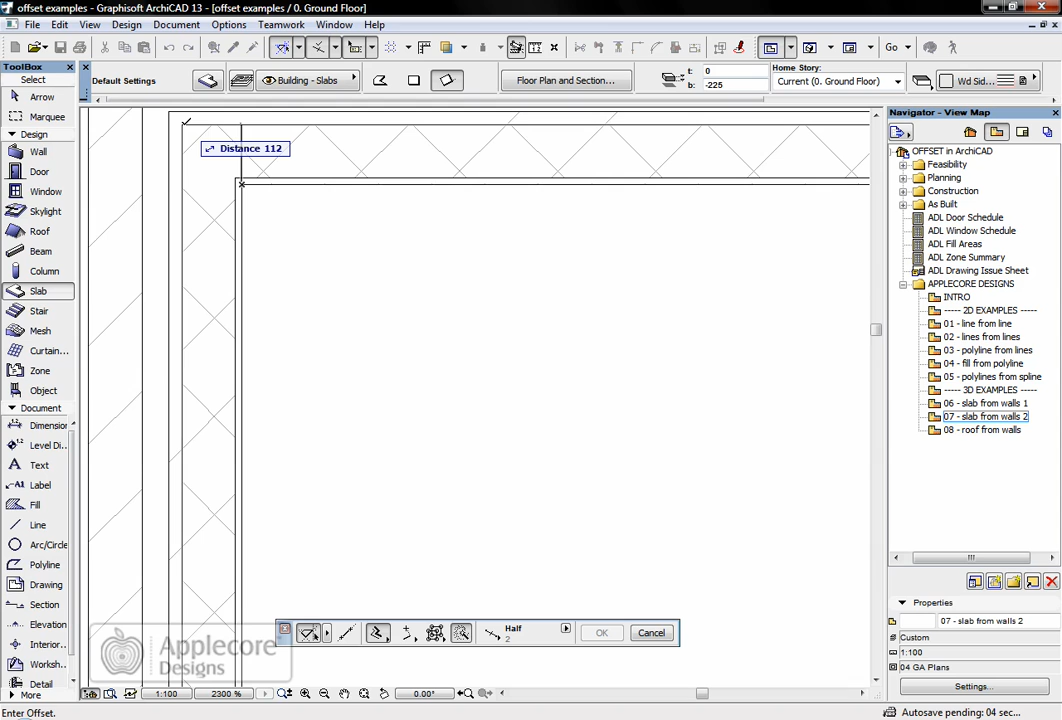 offset examples - Graphisoft ArchiCAD 13 - [offset examples / 0. Ground Floor]
File Edit View Design Document Options Teamwork Window Help
ToolBox
Select
Arrow
Marquee
Design
Wall
Door
Window
Skylight
Roof
Beam
Column
Slab
Stair
Mesh
Curtain...
Zone
Object
Document
Dimension
Level Di...
Text
Label
Fill
Line
Arc/Circle
Polyline
Drawing
Section
Elevation
Interior...
Worksh...
Detail
More
Default Settings
Building - Slabs
Floor Plan and Section...
t: 0
b: -225
Home Story:
Current (0. Ground Floor)
Wd Sid...
Go
Distance 112
Half
2
OK
Cancel
Applecore
Designs
Navigator - View Map
OFFSET in ArchiCAD
Feasibility
Planning
Construction
As Built
ADL Door Schedule
ADL Window Schedule
ADL Fill Areas
ADL Zone Summary
ADL Drawing Issue Sheet
APPLECORE DESIGNS
INTRO
----- 2D EXAMPLES -----
01 - line from line
02 - lines from lines
03 - polyline from lines
04 - fill from polyline
05 - polylines from spline
----- 3D EXAMPLES -----
06 - slab from walls 1
07 - slab from walls 2
08 - roof from walls
Properties
07 - slab from walls 2
Custom
1:100
04 GA Plans
Settings...
1:100
2300 %
0.00°
Enter Offset.
Autosave pending: 04 sec...